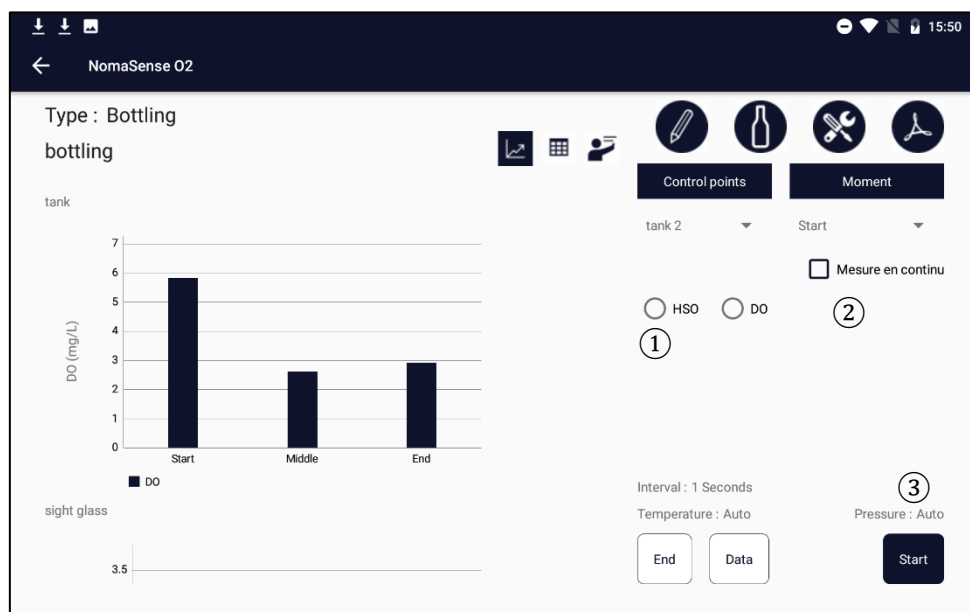 15:50
NomaSense O2
Type : Bottling
bottling
tank
7
6
5
4
3
2
1
0
DO (mg/L)
Start Middle End
DO
sight glass
3.5
Control points Moment
tank 2 Start
Mesure en continu
HSO DO
①
②
Interval : 1 Seconds
③
Temperature : Auto Pressure : Auto
End Data Start